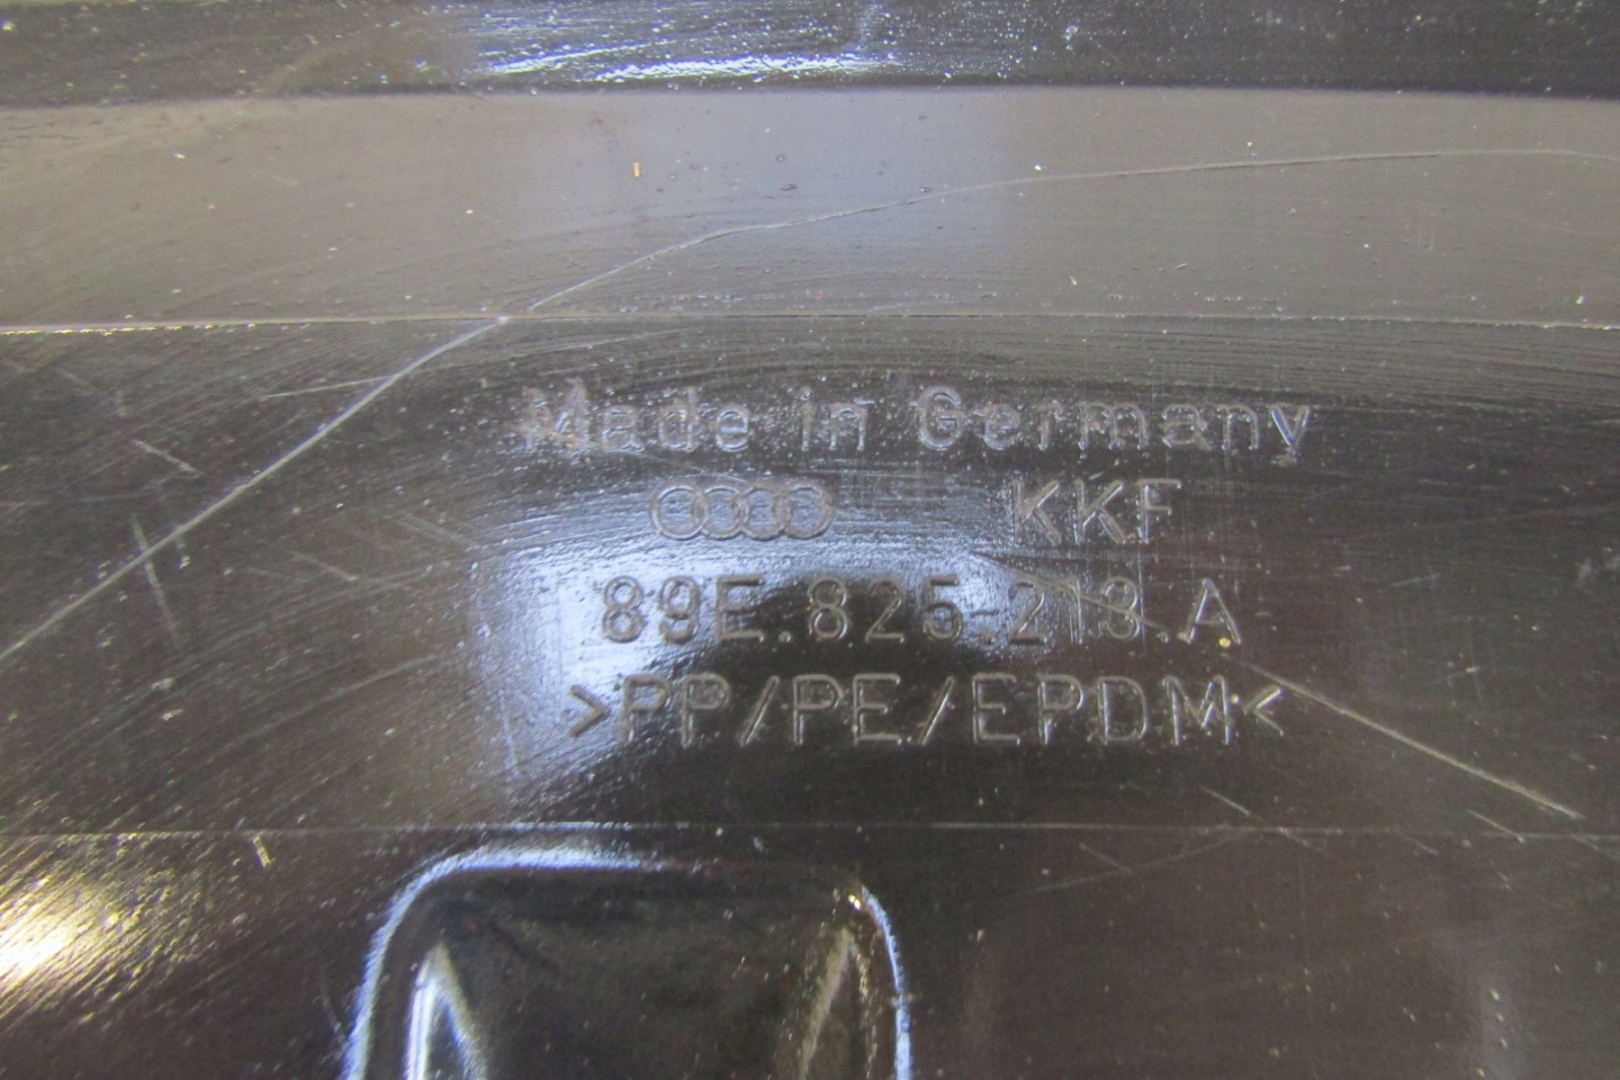 Made in Germany
KKF
89E.825.213.A
>PP/PE/EPDM<